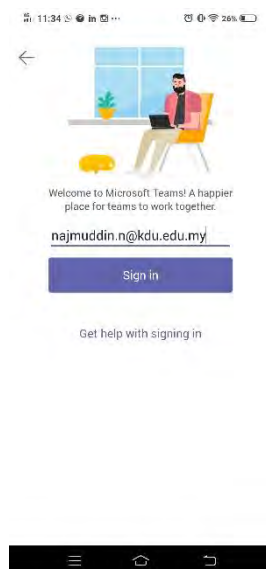 11:34 in ...
26%
Welcome to Microsoft Teams! A happier
place for teams to work together.
najmuddin.n@kdu.edu.my
Sign in
Get help with signing in